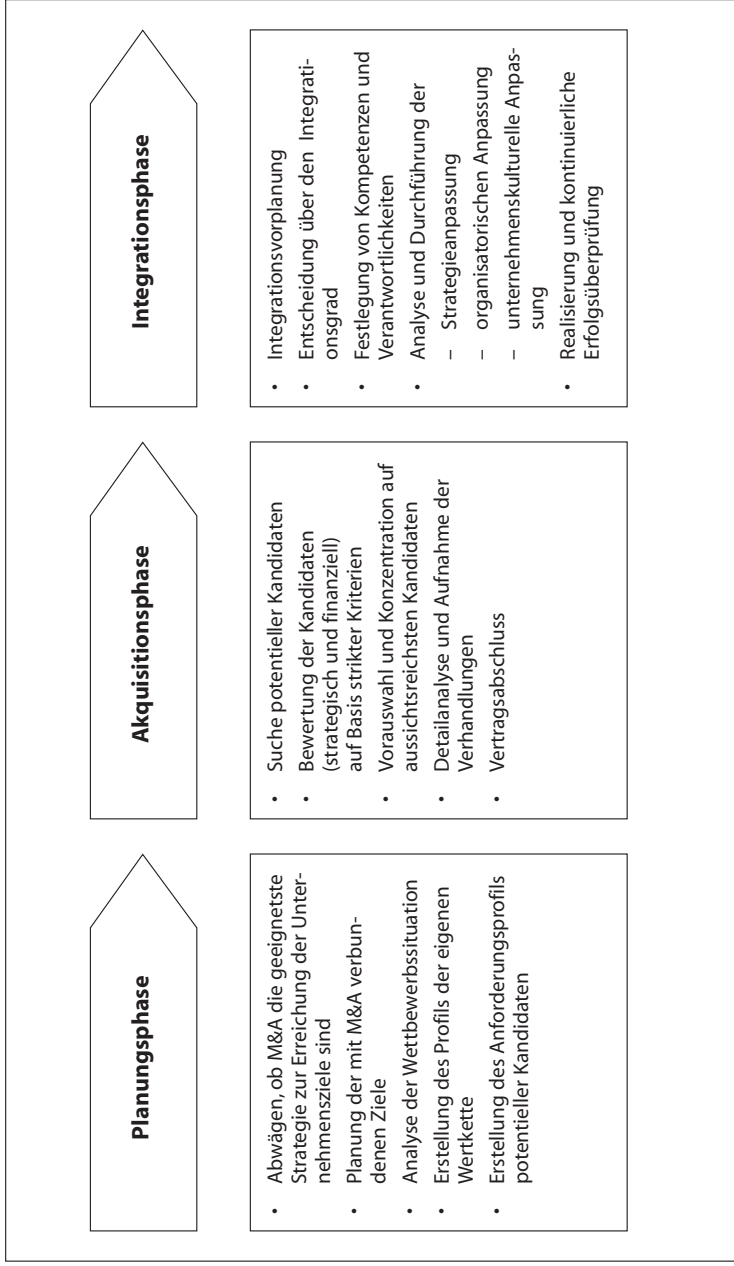 Planungsphase
• Abwägen, ob M&A die geeignetste
Strategie zur Erreichung der Unter-
nehmensziele sind
• Planung der mit M&A verbun-
denen Ziele
• Analyse der Wettbewerbssituation
• Erstellung des Profils der eigenen
Wertkette
• Erstellung des Anforderungsprofils
potentieller Kandidaten
Akquisitionsphase
• Suche potentieller Kandidaten
• Bewertung der Kandidaten
(strategisch und finanziell)
auf Basis strikter Kriterien
• Vorauswahl und Konzentration auf
aussichtsreichsten Kandidaten
• Detailanalyse und Aufnahme der
Verhandlungen
• Vertragsabschluss
Integrationsphase
• Integrationsvorplanung
• Entscheidung über den Integrati-
onsgrad
• Festlegung von Kompetenzen und
Verantwortlichkeiten
• Analyse und Durchführung der
– Strategieanpassung
– organisatorischen Anpassung
– unternehmenskulturelle Anpas-
sung
• Realisierung und kontinuierliche
Erfolgsüberprüfung